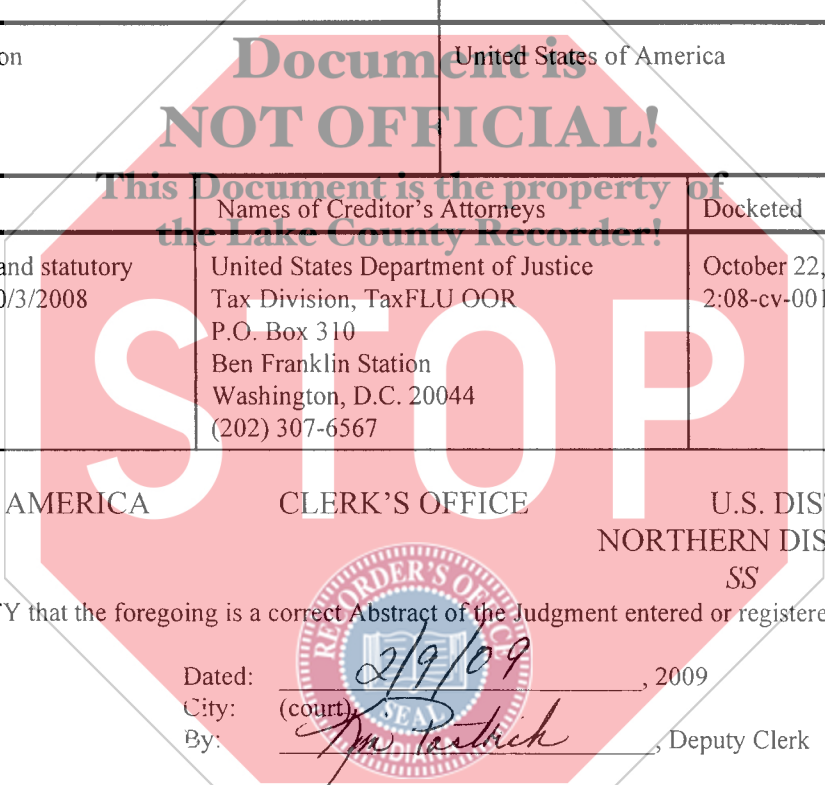 on
United States of America
Document is
NOT OFFICIAL!
This Document is the property of
the Lake County Recorder!
Names of Creditor's Attorneys
Docketed
and statutory
0/3/2008
United States Department of Justice
Tax Division, TaxFLU OOR
P.O. Box 310
Ben Franklin Station
Washington, D.C. 20044
(202) 307-6567
October 22,
2:08-cv-001
STOP
AMERICA
CLERK'S OFFICE
U.S. DIS
NORTHERN DIS
SS
Y that the foregoing is a correct Abstract of the Judgment entered or registere
RECORDER'S OFFICE
SEAL
INDIANA
Dated: 2/9/09, 2009
City: (court)
By: Kim Pastrick, Deputy Clerk